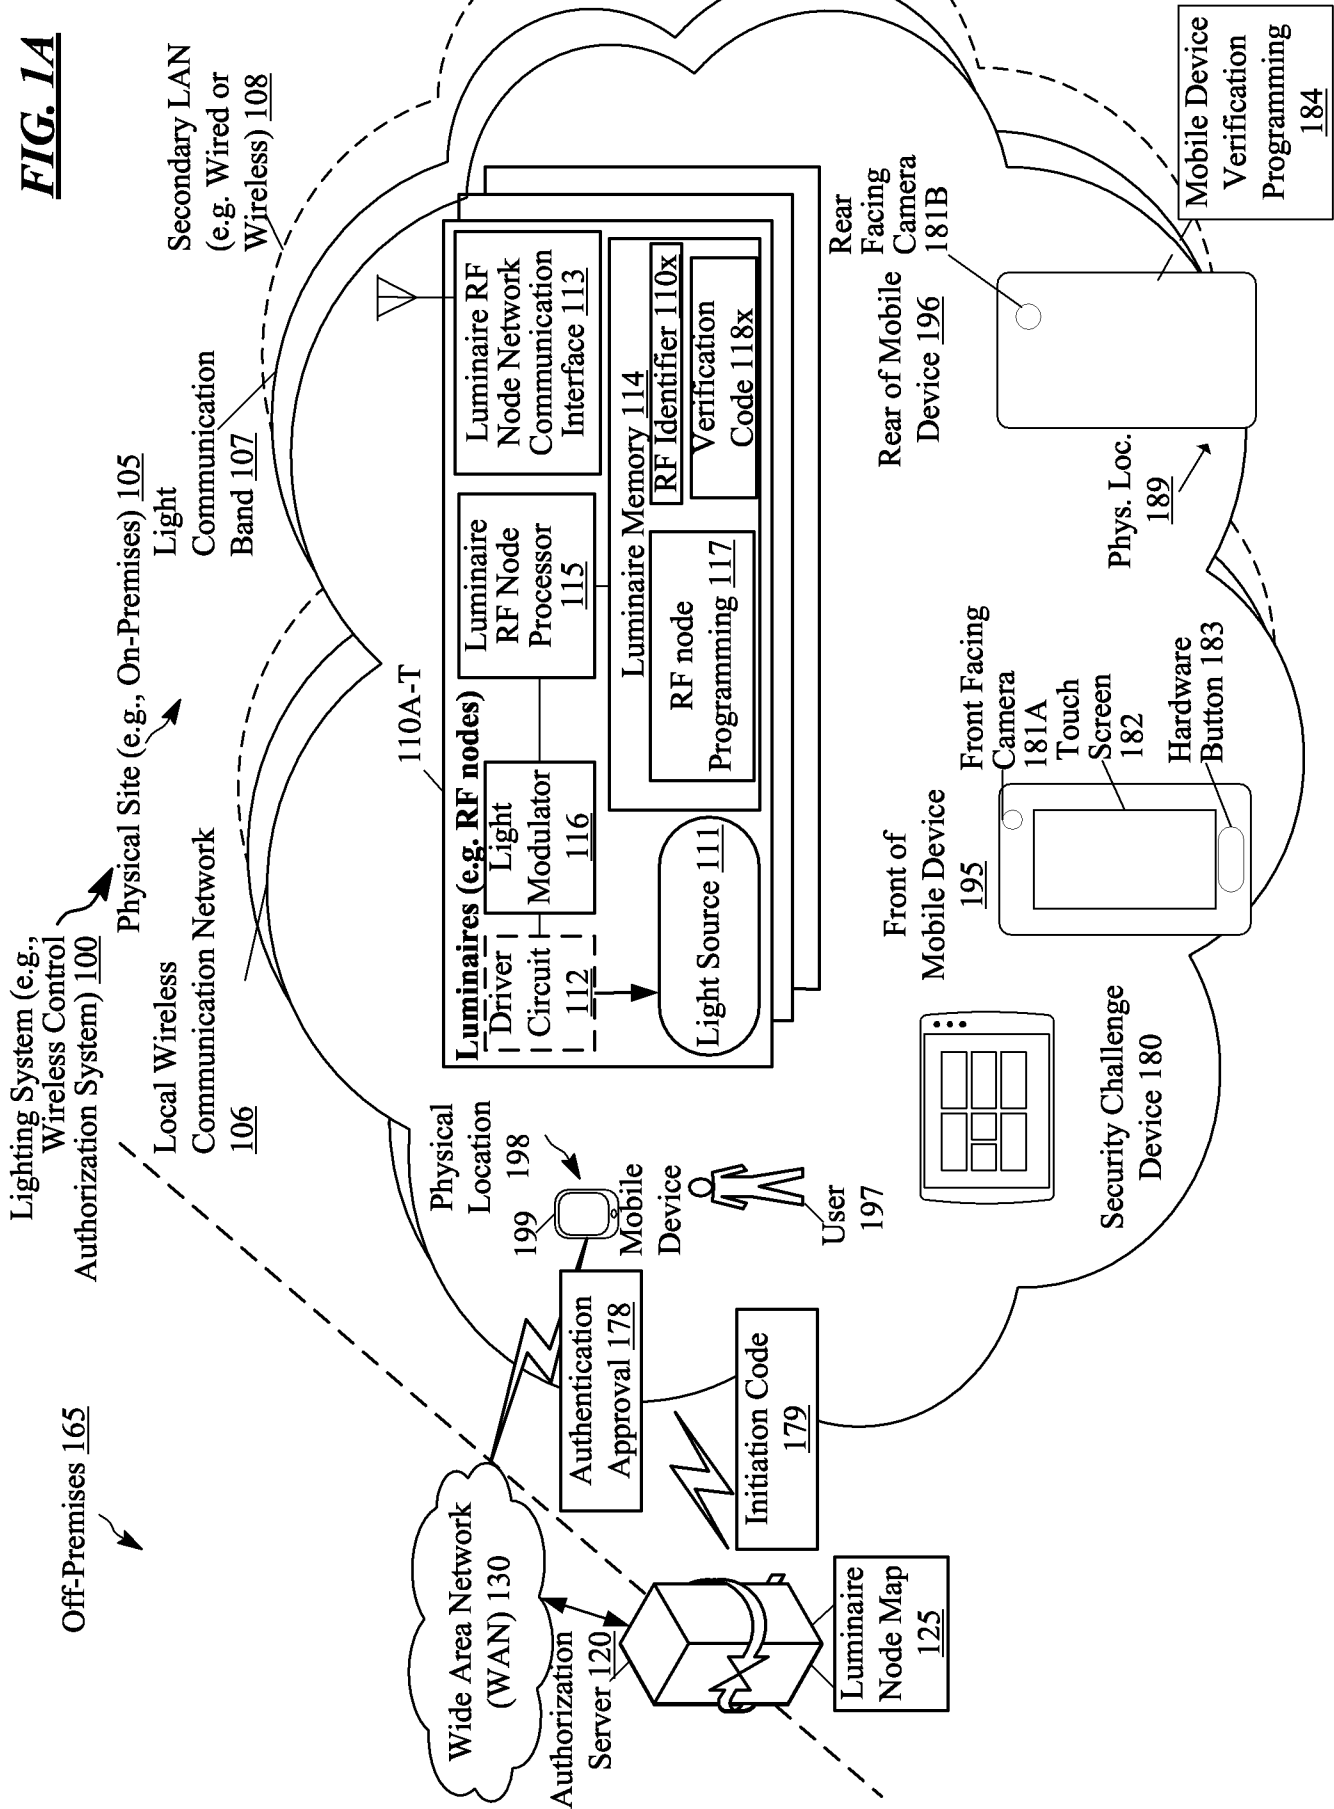 FIG. 1A
Lighting System (e.g.,
Wireless Control
Authorization System) 100
Off-Premises 165
Physical Site (e.g., On-Premises) 105
Local Wireless
Communication Network
106
Light
Communication
Band 107
Secondary LAN
(e.g. Wired or
Wireless) 108
Wide Area Network
(WAN) 130
Authorization
Server 120
Luminaire
Node Map
125
Authentication
Approval 178
Initiation Code
179
Physical
Location
198
199
Mobile
Device
User
197
110A-T
Luminaires (e.g. RF nodes)
Driver
Circuit
112
Light
Modulator
116
Luminaire
RF Node
Processor
115
Luminaire RF
Node Network
Communication
Interface 113
Light Source 111
Luminaire Memory 114
RF node
Programming 117
RF Identifier 110x
Verification
Code 118x
Security Challenge
Device 180
Front of
Mobile Device
195
Front Facing
Camera
181A
Touch
Screen
182
Hardware
Button 183
Rear of Mobile
Device 196
Rear
Facing
Camera
181B
Phys. Loc.
189
Mobile Device
Verification
Programming
184